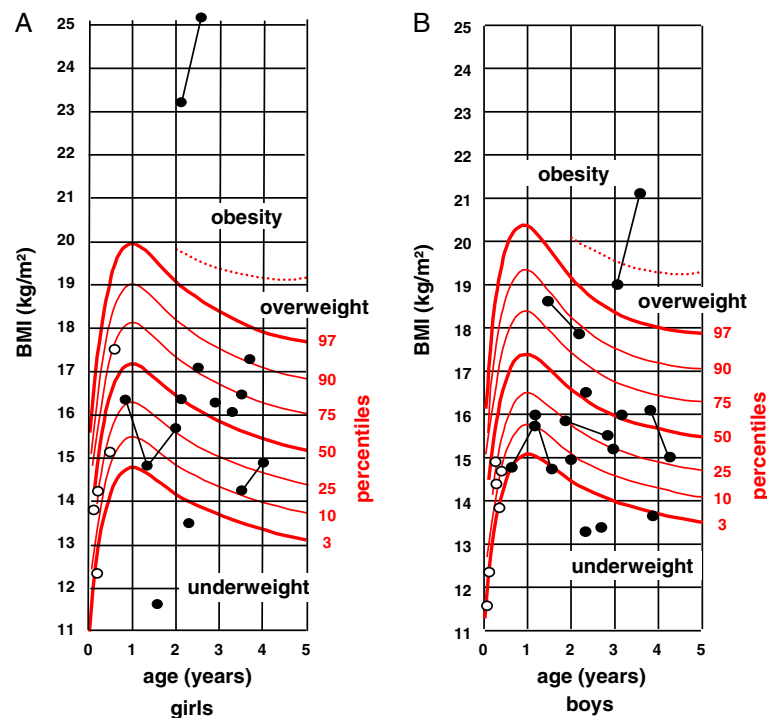 A
BMI (kg/m²)
25
24
23
22
21
20
19
18
17
16
15
14
13
12
11
obesity
overweight
underweight
97
90
75
50
25
10
3
percentiles
0 1 2 3 4 5
age (years)
girls
B
BMI (kg/m²)
25
24
23
22
21
20
19
18
17
16
15
14
13
12
11
obesity
overweight
underweight
97
90
75
50
25
10
3
percentiles
0 1 2 3 4 5
age (years)
boys